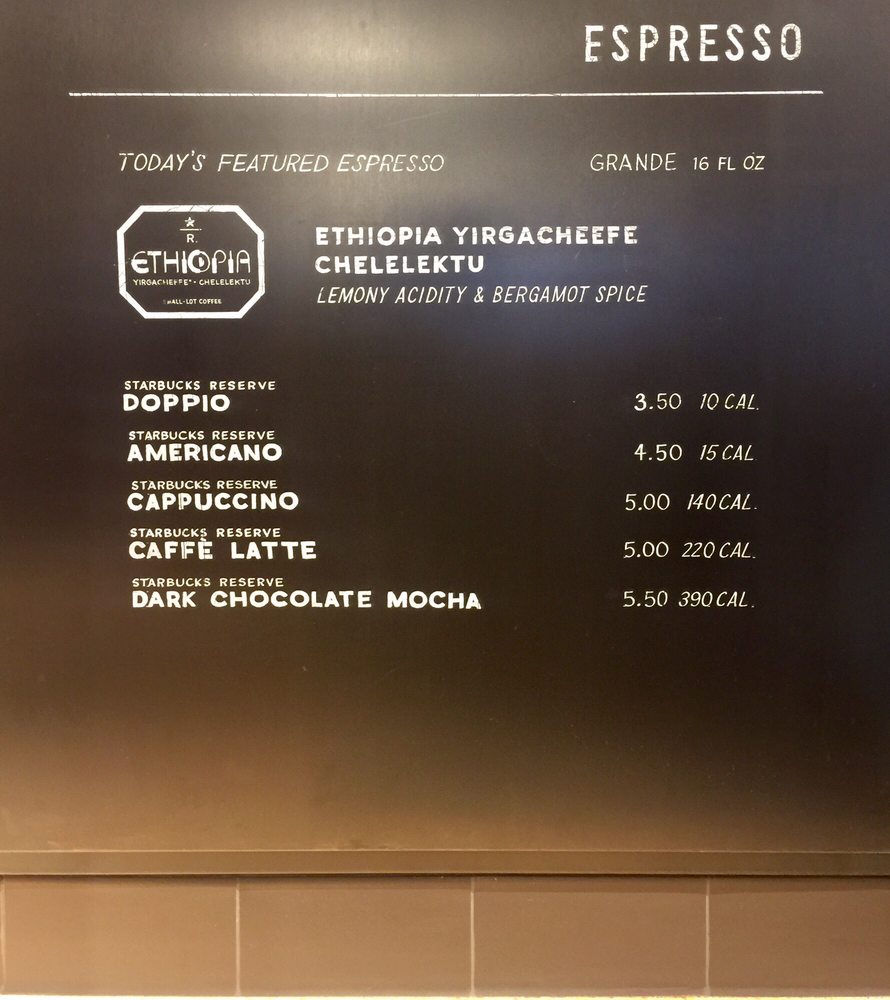 ESPRESSO
TODAY'S FEATURED ESPRESSO GRANDE 16 FL OZ
★
R.
ETHIOPIA
YIRGACHEFFE - CHELELEKTU
SMALL-LOT COFFEE
ETHIOPIA YIRGACHEEFE
CHELELEKTU
LEMONY ACIDITY & BERGAMOT SPICE
STARBUCKS RESERVE
DOPPIO 3.50 10 CAL.
STARBUCKS RESERVE
AMERICANO 4.50 15 CAL
STARBUCKS RESERVE
CAPPUCCINO 5.00 140 CAL.
STARBUCKS RESERVE
CAFFÈ LATTE 5.00 220 CAL.
STARBUCKS RESERVE
DARK CHOCOLATE MOCHA 5.50 390 CAL.